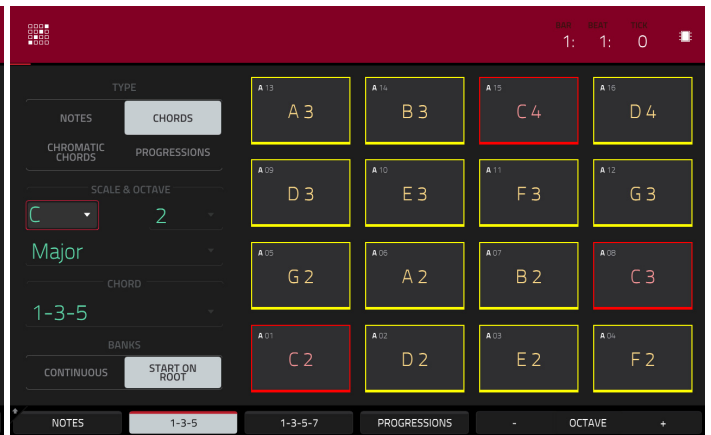 BAR BEAT TICK
1: 1: 0
TYPE
NOTES CHORDS
CHROMATIC
CHORDS
PROGRESSIONS
SCALE & OCTAVE
C 2
Major
CHORD
1-3-5
BANKS
CONTINUOUS
START ON
ROOT
A 13 A 14 A 15 A 16
A 3 B 3 C 4 D 4
A 09 A 10 A 11 A 12
D 3 E 3 F 3 G 3
A 05 A 06 A 07 A 08
G 2 A 2 B 2 C 3
A 01 A 02 A 03 A 04
C 2 D 2 E 2 F 2
NOTES 1-3-5 1-3-5-7 PROGRESSIONS - OCTAVE +